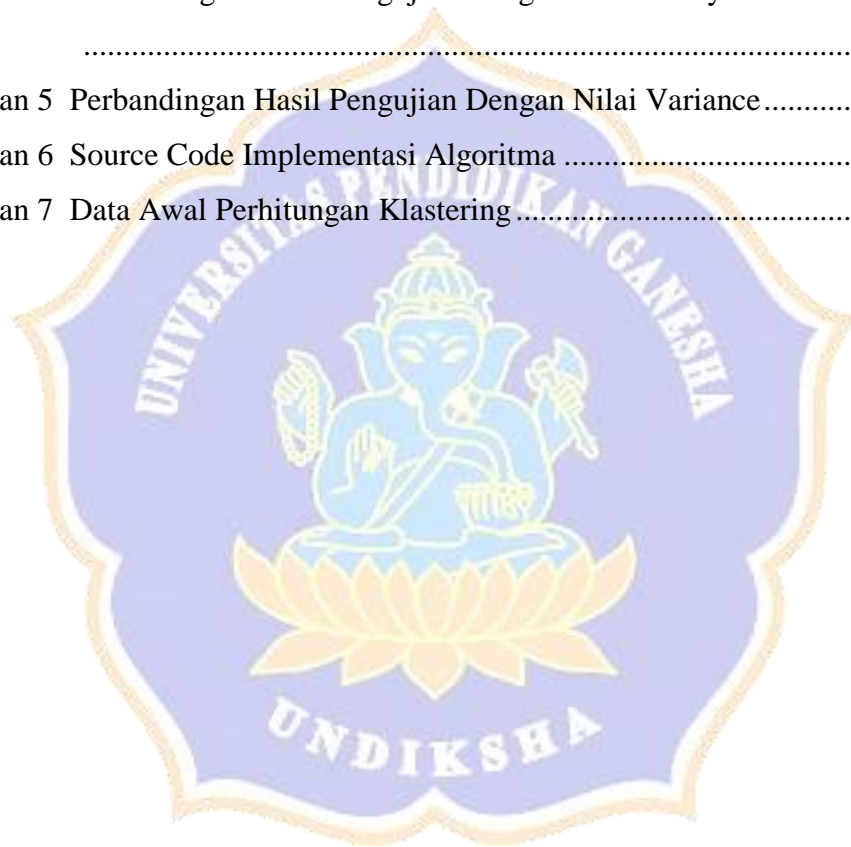 ........................................................................................................
an 5 Perbandingan Hasil Pengujian Dengan Nilai Variance...........
an 6 Source Code Implementasi Algoritma .....................................
an 7 Data Awal Perhitungan Klastering...........................................
UNIVERSITAS PENDIDIKAN GANESHA
UNDIKSHA